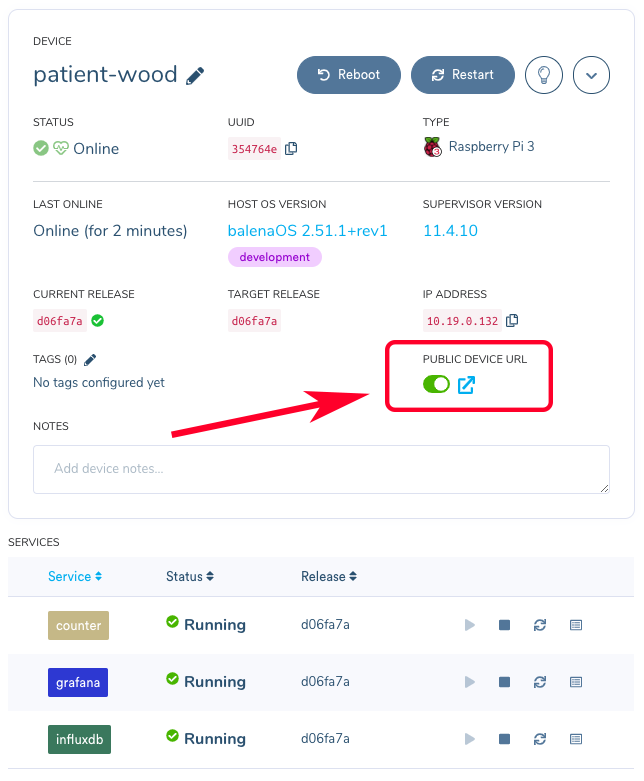 DEVICE
patient-wood
Reboot
Restart
STATUS
UUID
TYPE
Online
354764e
3
Raspberry Pi 3
LAST ONLINE
HOST OS VERSION
SUPERVISOR VERSION
Online (for 2 minutes)
balenaOS 2.51.1+rev1
11.4.10
development
CURRENT RELEASE
TARGET RELEASE
IP ADDRESS
d06fa7a
d06fa7a
10.19.0.132
TAGS (0)
PUBLIC DEVICE URL
No tags configured yet
NOTES
Add device notes...
SERVICES
Service
Status
Release
counter
Running
d06fa7a
grafana
Running
d06fa7a
influxdb
Running
d06fa7a